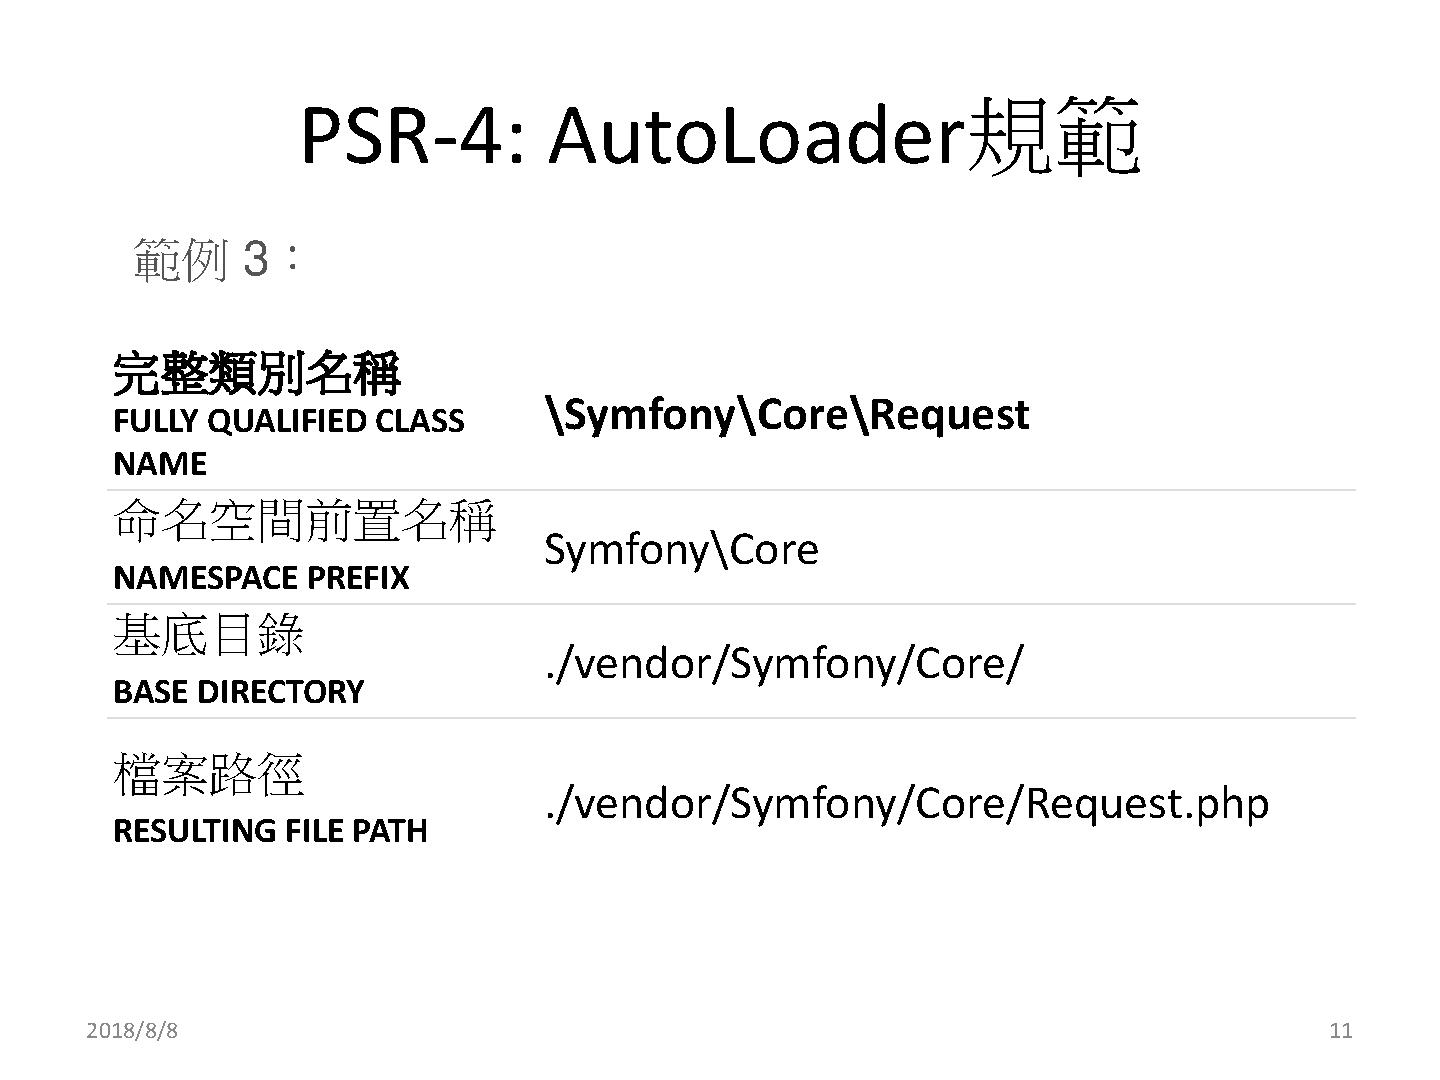 PSR-4: AutoLoader規範
範例 3：
完整類別名稱
FULLY QUALIFIED CLASS
NAME
\Symfony\Core\Request
命名空間前置名稱
NAMESPACE PREFIX
Symfony\Core
基底目錄
BASE DIRECTORY
./vendor/Symfony/Core/
檔案路徑
RESULTING FILE PATH
./vendor/Symfony/Core/Request.php
2018/8/8
11